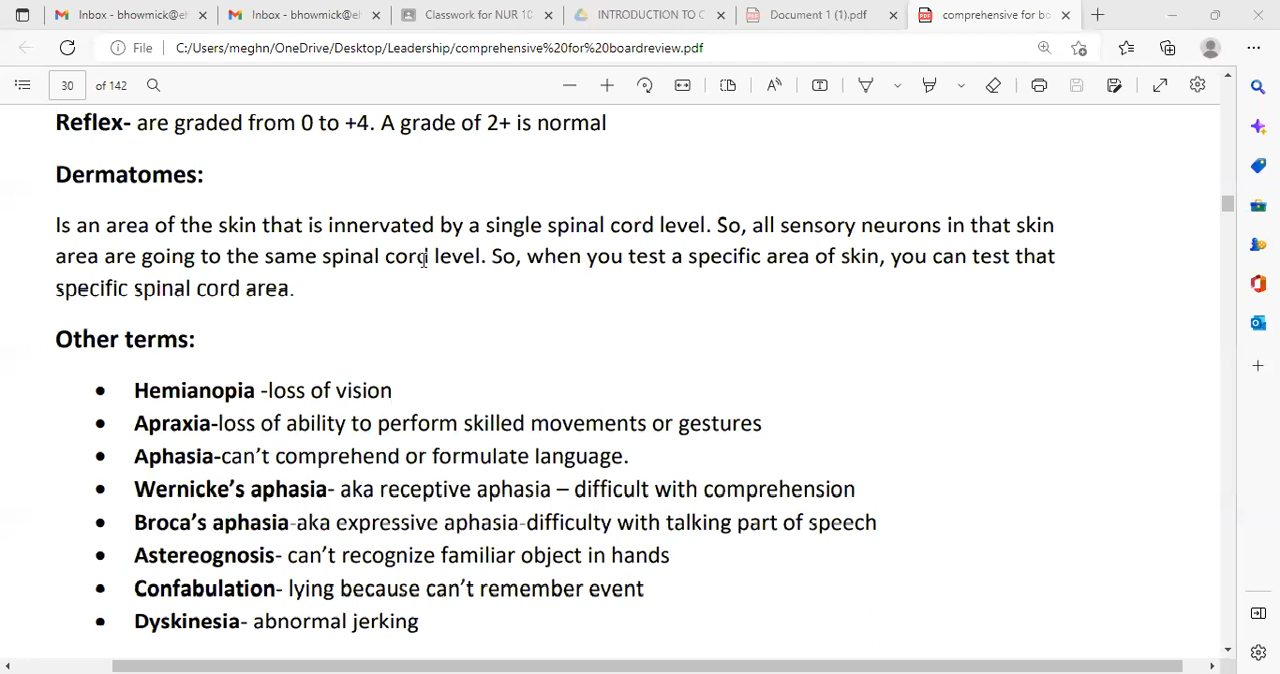 Inbox - bhowmick@eh
Inbox - bhowmick@eh
Classwork for NUR 10
INTRODUCTION TO C
Document 1 (1).pdf
comprehensive for bo
File
C:/Users/meghn/OneDrive/Desktop/Leadership/comprehensive%20for%20boardreview.pdf
30 of 142
Reflex- are graded from 0 to +4. A grade of 2+ is normal
Dermatomes:
Is an area of the skin that is innervated by a single spinal cord level. So, all sensory neurons in that skin
area are going to the same spinal cord level. So, when you test a specific area of skin, you can test that
specific spinal cord area.
Other terms:
• Hemianopia -loss of vision
• Apraxia-loss of ability to perform skilled movements or gestures
• Aphasia-can't comprehend or formulate language.
• Wernicke's aphasia- aka receptive aphasia – difficult with comprehension
• Broca's aphasia-aka expressive aphasia-difficulty with talking part of speech
• Astereognosis- can't recognize familiar object in hands
• Confabulation- lying because can't remember event
• Dyskinesia- abnormal jerking